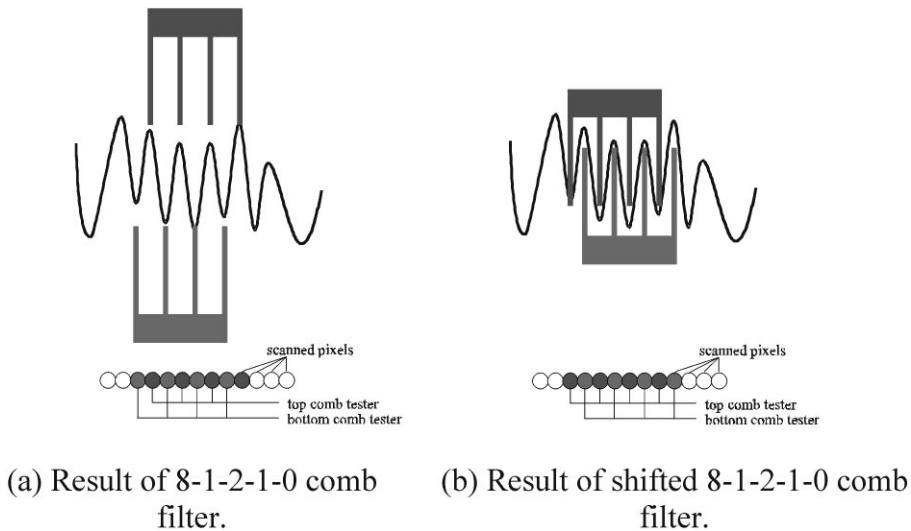 scanned pixels
top comb tester
bottom comb tester
(a) Result of 8-1-2-1-0 comb
filter.
scanned pixels
top comb tester
bottom comb tester
(b) Result of shifted 8-1-2-1-0 comb
filter.